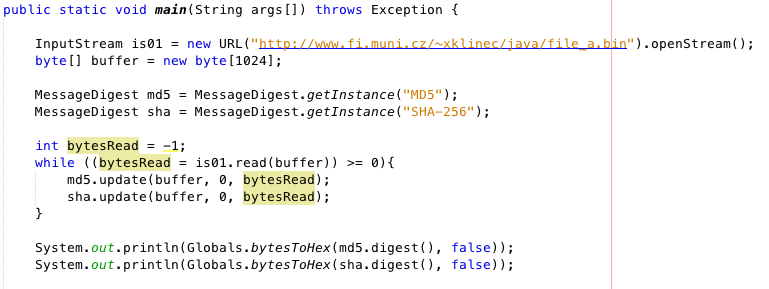 public static void main(String args[]) throws Exception {
InputStream is01 = new URL("http://www.fi.muni.cz/~xklinec/java/file_a.bin").openStream();
byte[] buffer = new byte[1024];
MessageDigest md5 = MessageDigest.getInstance("MD5");
MessageDigest sha = MessageDigest.getInstance("SHA-256");
int bytesRead = -1;
while ((bytesRead = is01.read(buffer)) >= 0){
md5.update(buffer, 0, bytesRead);
sha.update(buffer, 0, bytesRead);
}
System.out.println(Globals.bytesToHex(md5.digest(), false));
System.out.println(Globals.bytesToHex(sha.digest(), false));